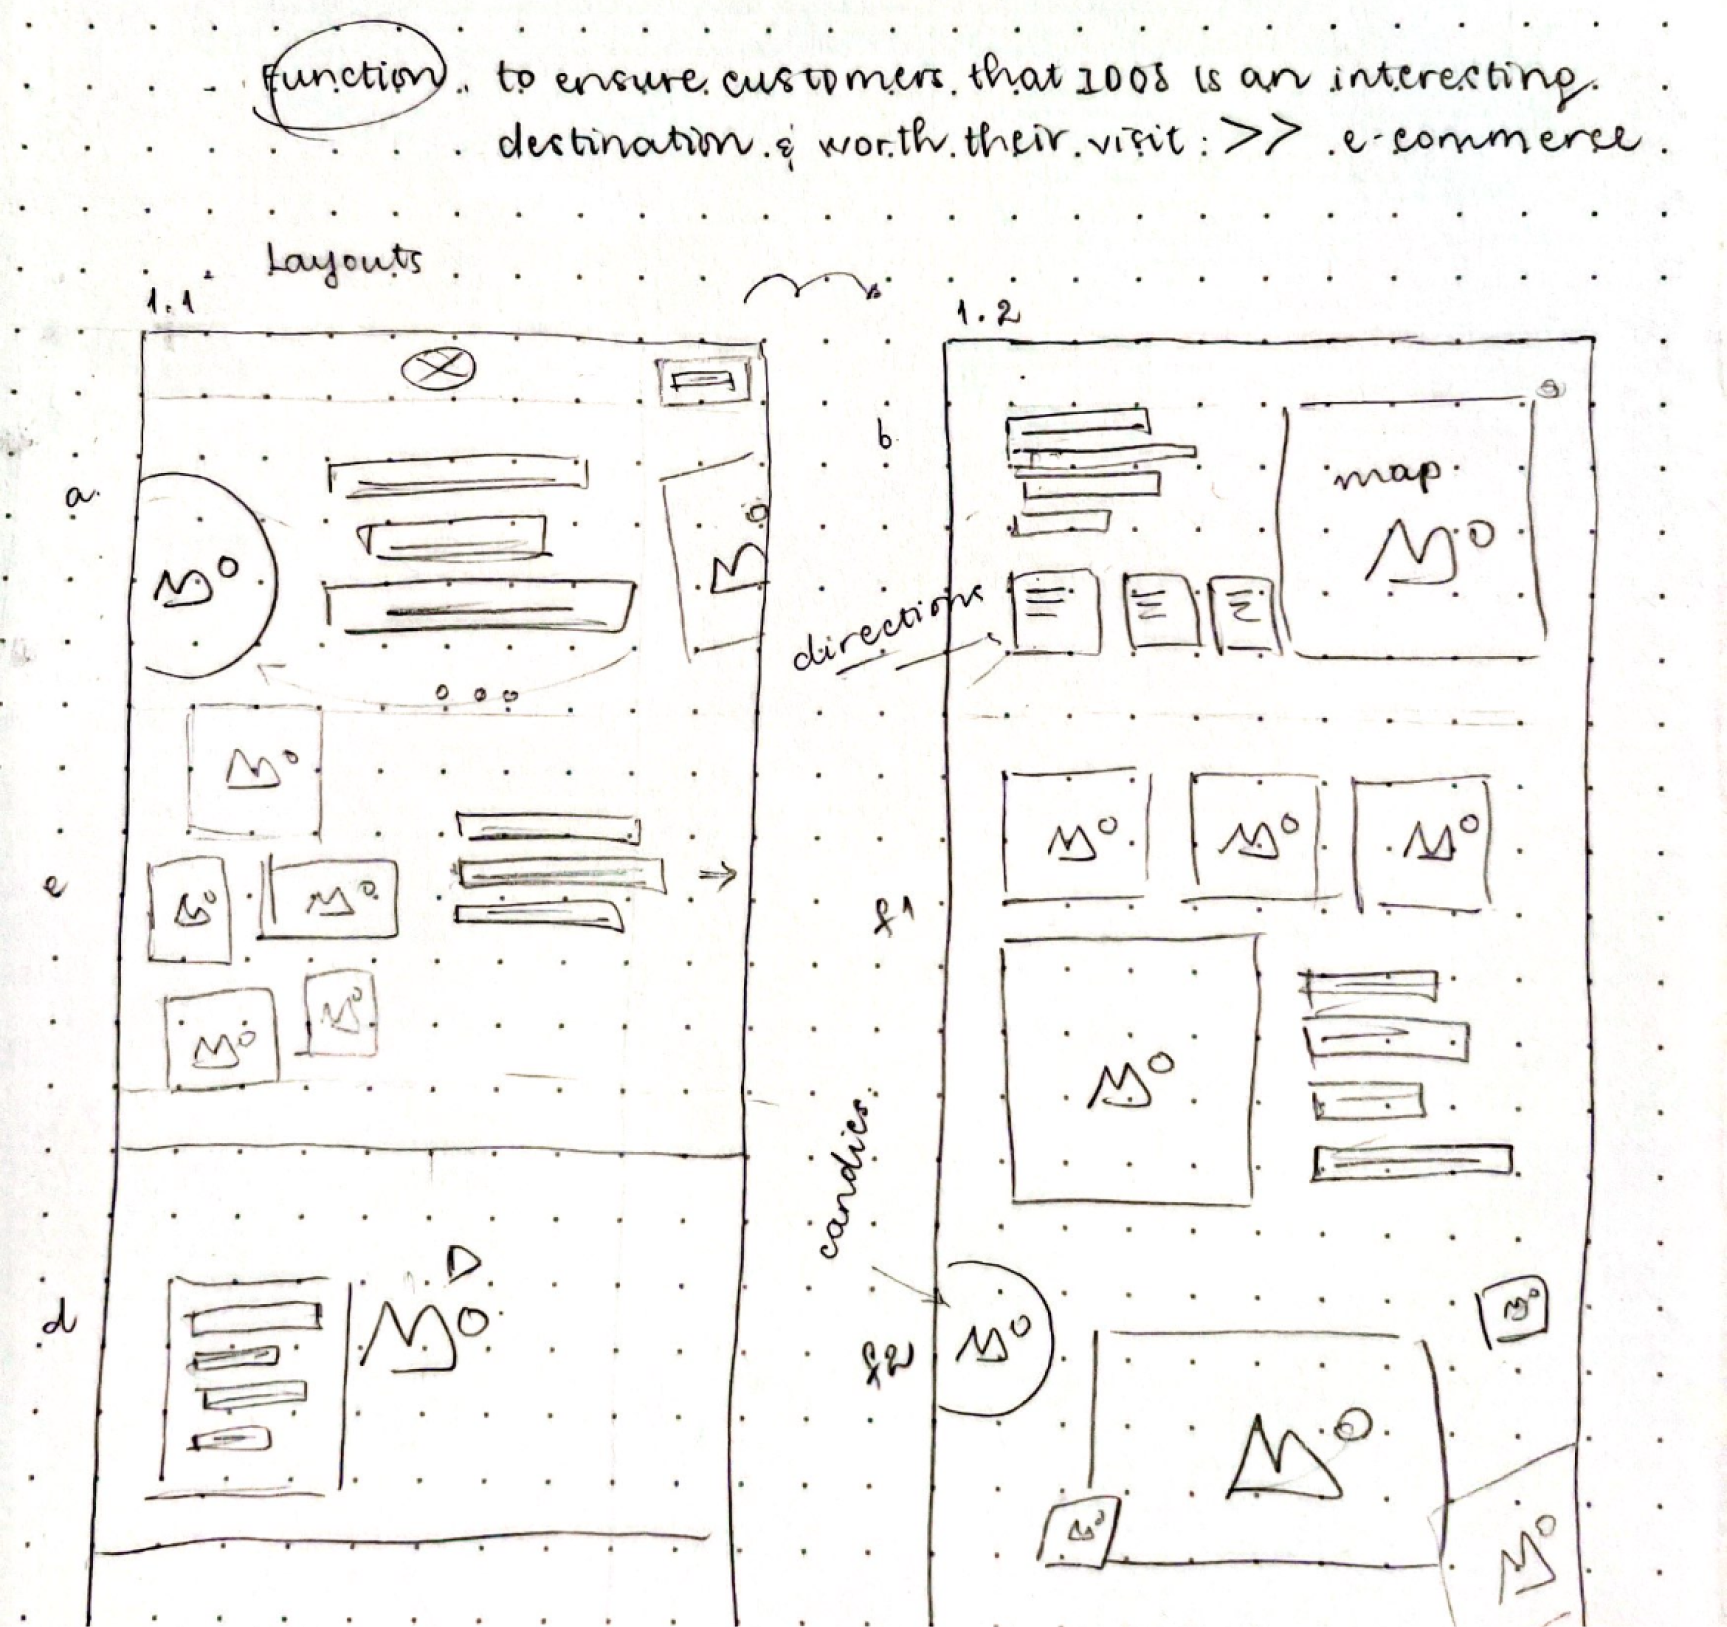 Function. to ensure customers that 100S is an interesting
destination & worth their visit: >> e-commerce
Layouts
1.1
1.2
a.
b.
map
directions
e
f1
candies
d
f2